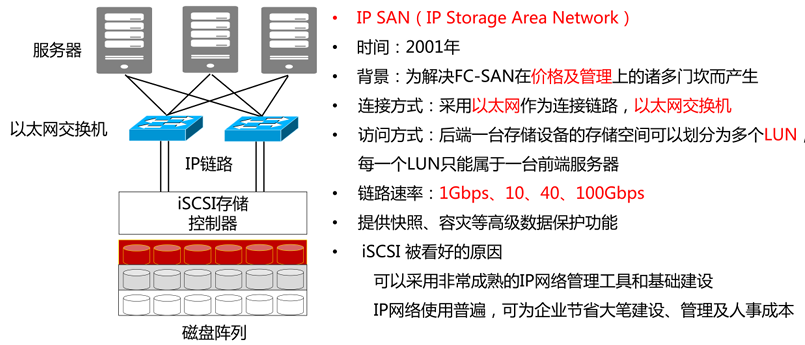 服务器
以太网交换机
IP链路
iSCSI存储
控制器
磁盘阵列
• IP SAN（IP Storage Area Network）
• 时间：2001年
• 背景：为解决FC-SAN在价格及管理上的诸多门坎而产生
• 连接方式：采用以太网作为连接链路，以太网交换机
• 访问方式：后端一台存储设备的存储空间可以划分为多个LUN，
每一个LUN只能属于一台前端服务器
• 链路速率：1Gbps、10、40、100Gbps
• 提供快照、容灾等高级数据保护功能
• iSCSI 被看好的原因
可以采用非常成熟的IP网络管理工具和基础建设
IP网络使用普遍，可为企业节省大笔建设、管理及人事成本